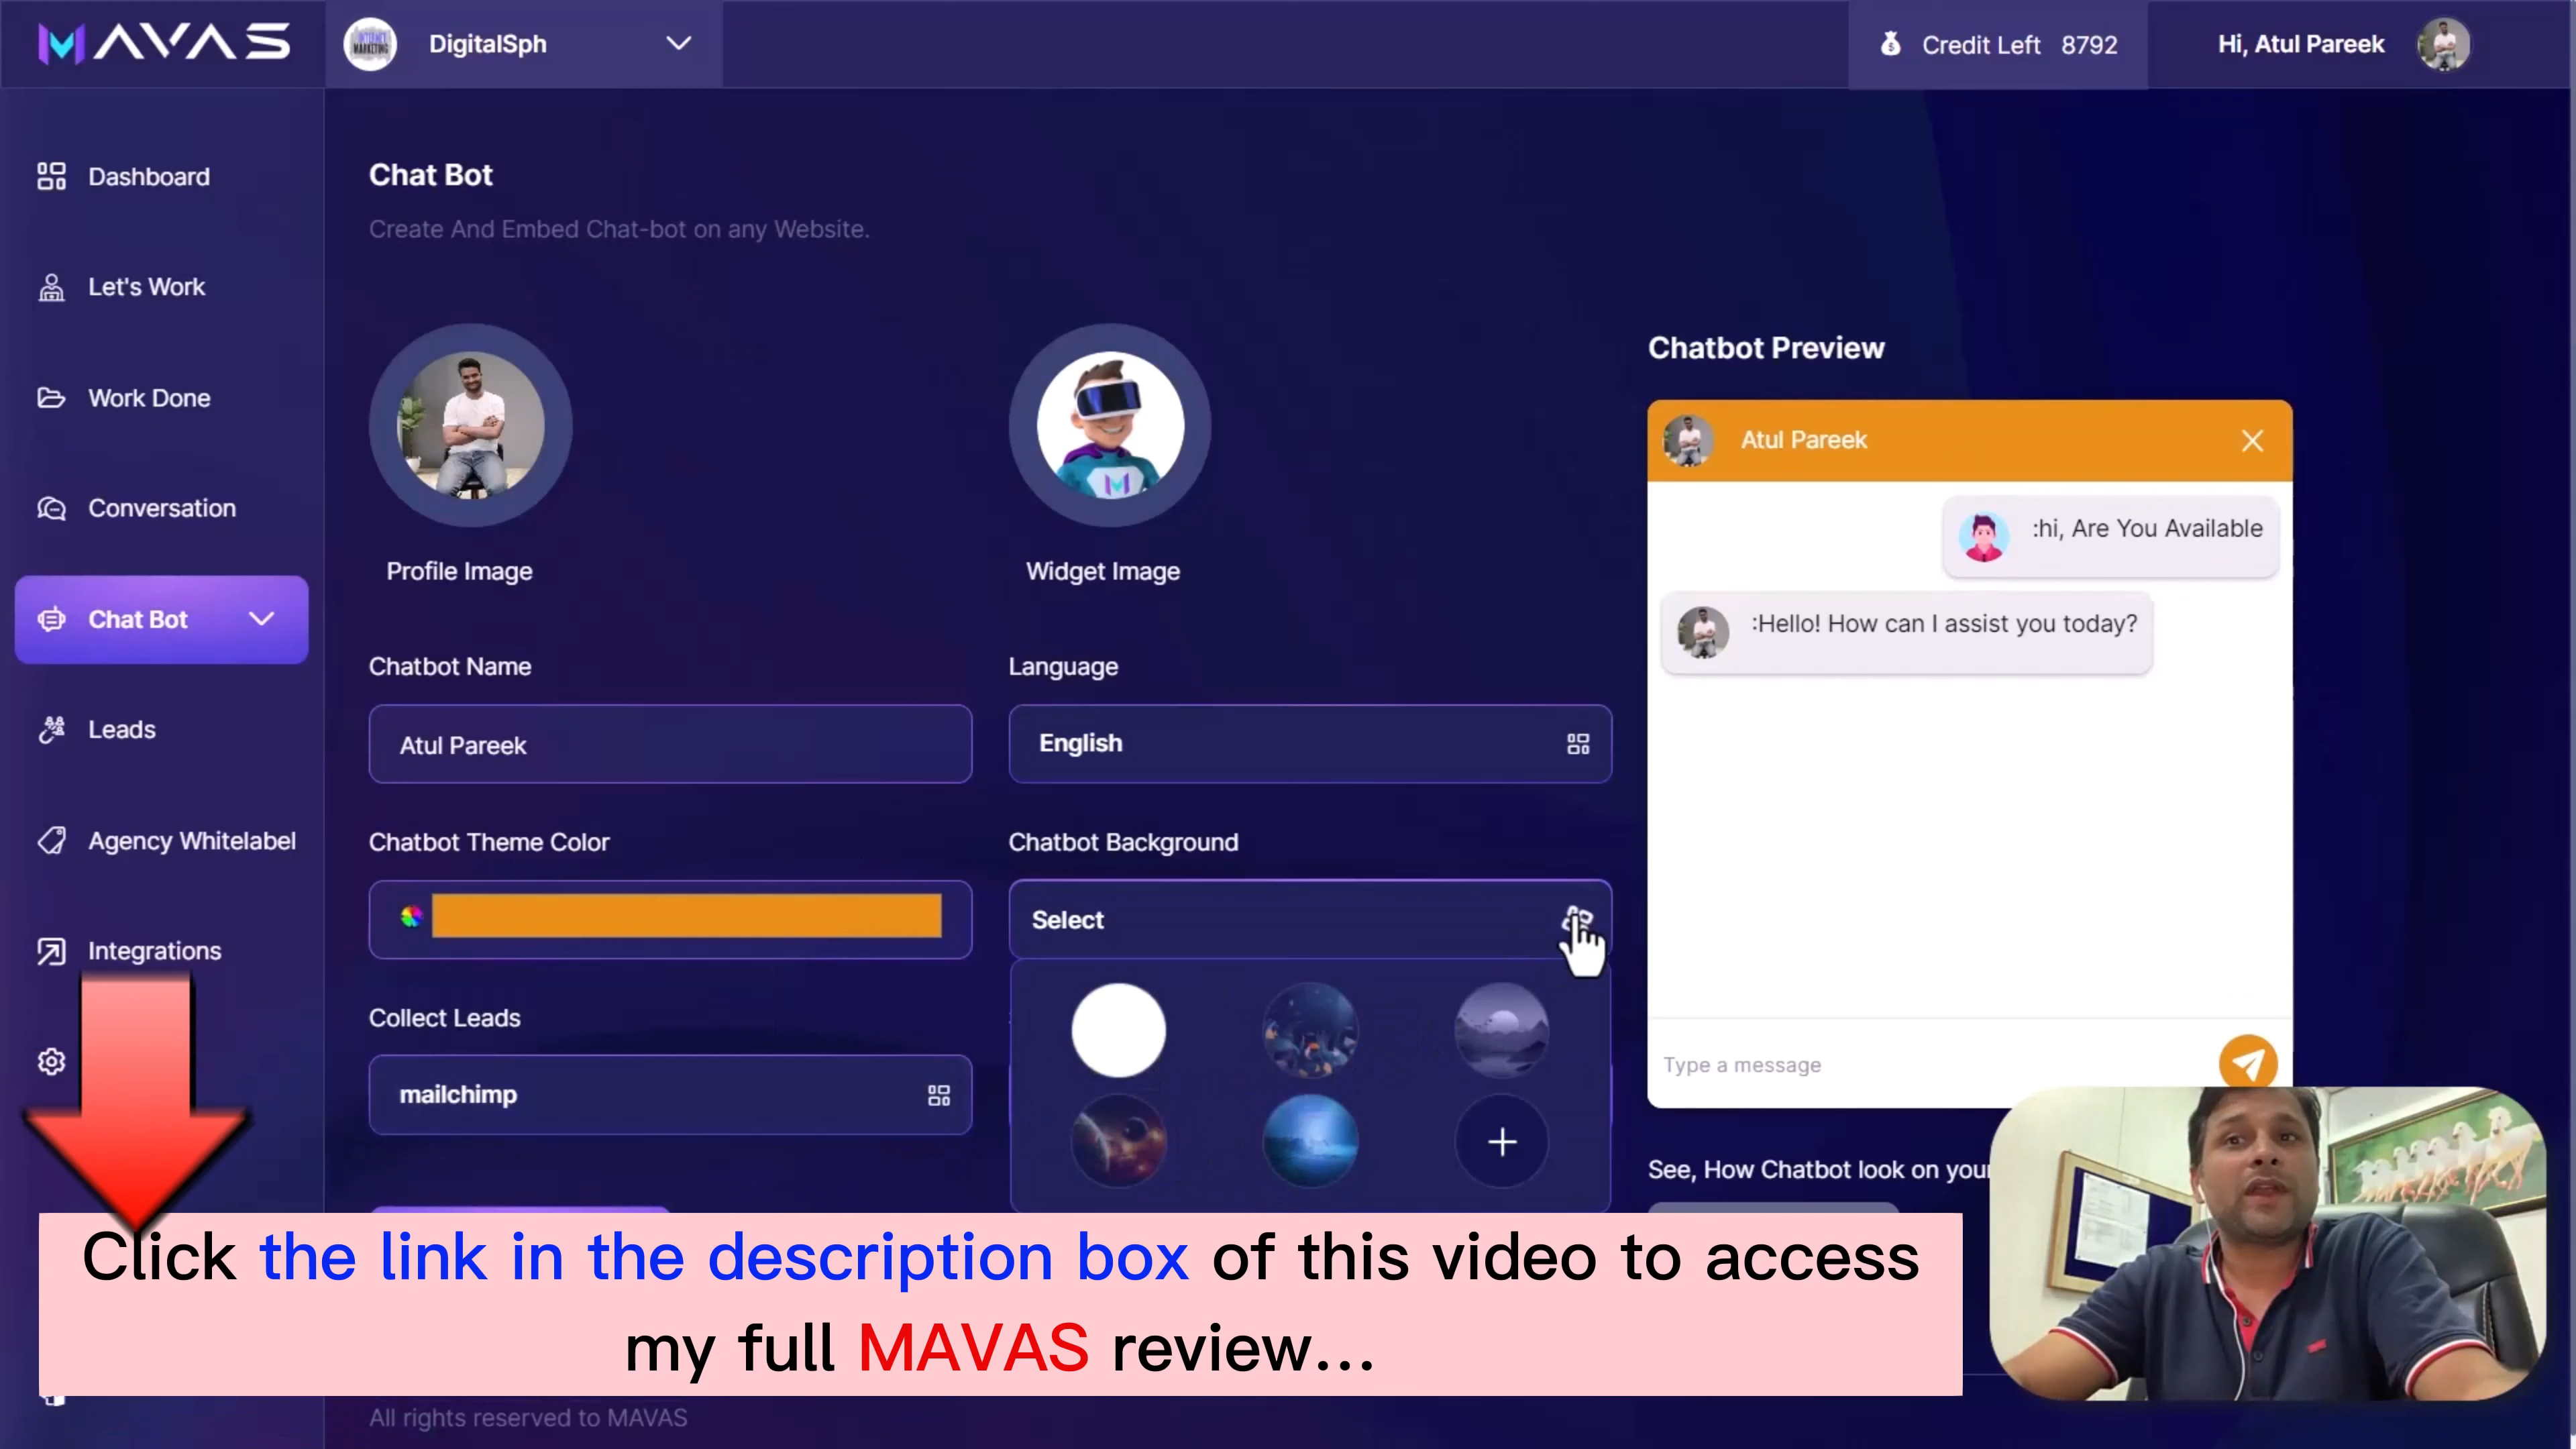 MAVAS
DigitalSph
Credit Left 8792
Hi, Atul Pareek
Dashboard
Let's Work
Work Done
Conversation
Chat Bot
Leads
Agency Whitelabel
Integrations
Chat Bot
Create And Embed Chat-bot on any Website.
Profile Image
Widget Image
Chatbot Name
Atul Pareek
Language
English
Chatbot Theme Color
Chatbot Background
Select
Collect Leads
mailchimp
Chatbot Preview
Atul Pareek
:hi, Are You Available
:Hello! How can I assist you today?
Type a message
See, How Chatbot look on your
Click the link in the description box of this video to access
my full MAVAS review...
All rights reserved to MAVAS